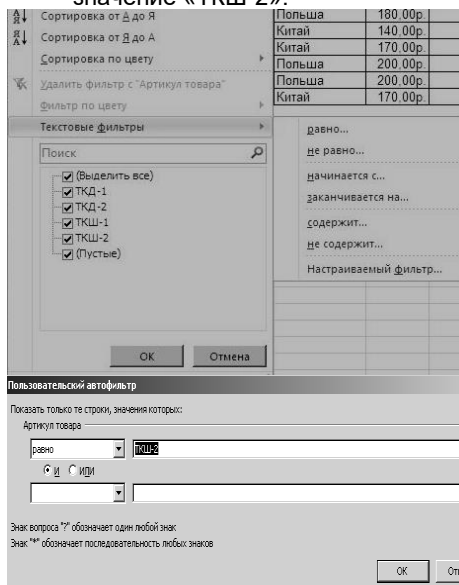 значение «ТКШ-2».
Сортировка от А до Я
Сортировка от Я до А
Сортировка по цвету
Удалить фильтр с "Артикул товара"
Фильтр по цвету
Текстовые фильтры
Поиск
(Выделить все)
ТКД-1
ТКД-2
ТКШ-1
ТКШ-2
(Пустые)
ОК Отмена
Польша 180,00р.
Китай 140,00р.
Китай 170,00р.
Польша 200,00р.
Польша 200,00р.
Китай 170,00р.
равно...
не равно...
начинается с...
заканчивается на...
содержит...
не содержит...
Настраиваемый фильтр...
Пользовательский автофильтр
Показать только те строки, значения которых:
Артикул товара
равно ТКШ-2
И ИЛИ
Знак вопроса "?" обозначает один любой знак
Знак "*" обозначает последовательность любых знаков
ОК